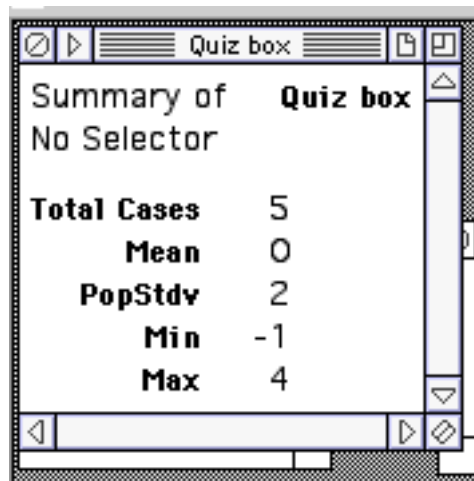 Quiz box
Summary of Quiz box
No Selector
Total Cases 5
Mean 0
PopStdv 2
Min -1
Max 4